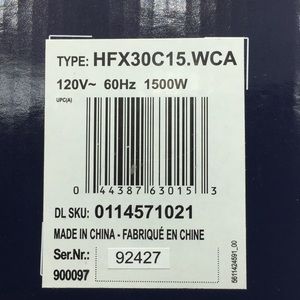 TYPE: HFX30C15.WCA
120V~ 60Hz 1500W
UPC(A)
0 44387 63015 3
DL SKU: 0114571021
MADE IN CHINA - FABRIQUÉ EN CHINE
Ser.Nr.: 92427
900097
5611424591_00